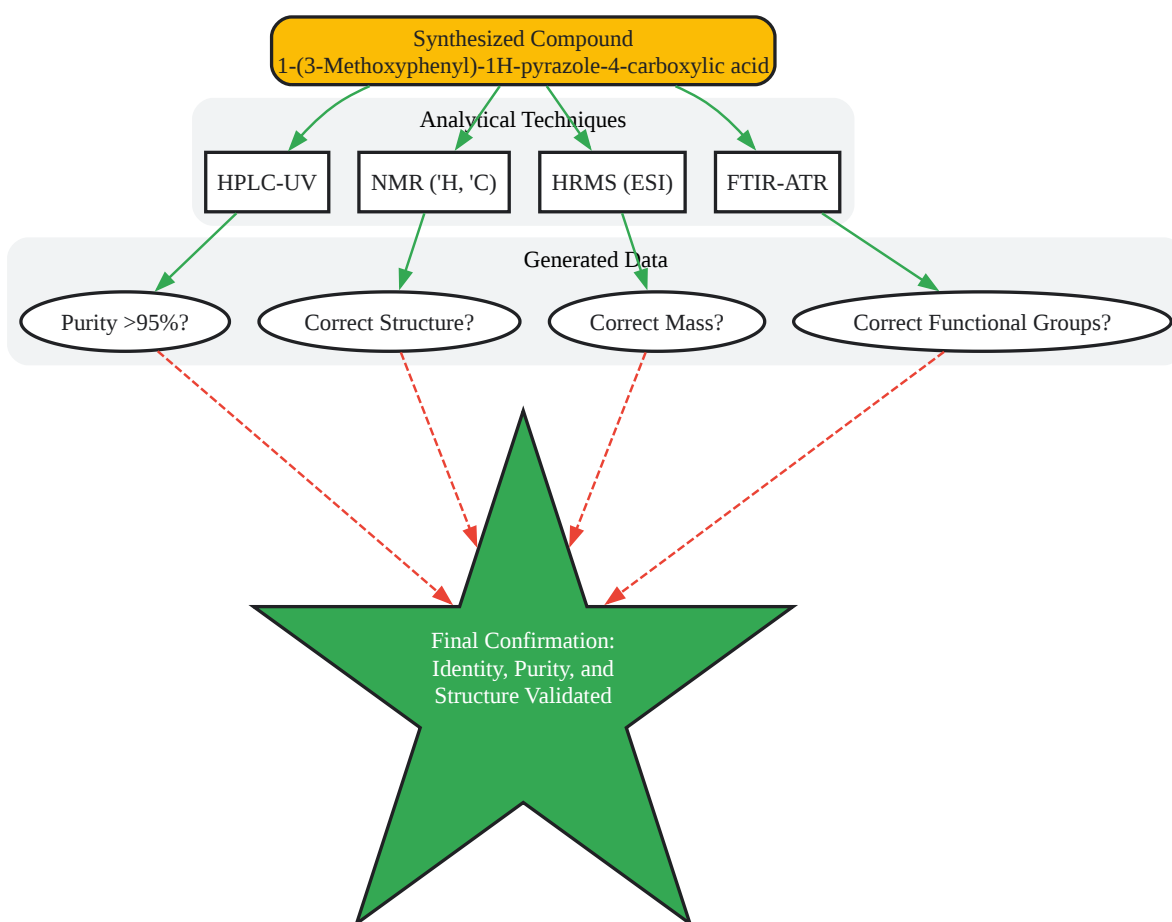 Synthesized Compound
1-(3-Methoxyphenyl)-1H-pyrazole-4-carboxylic acid
Analytical Techniques
HPLC-UV
NMR ('H, 'C)
HRMS (ESI)
FTIR-ATR
Generated Data
Purity >95%?
Correct Structure?
Correct Mass?
Correct Functional Groups?
Final Confirmation:
Identity, Purity, and
Structure Validated